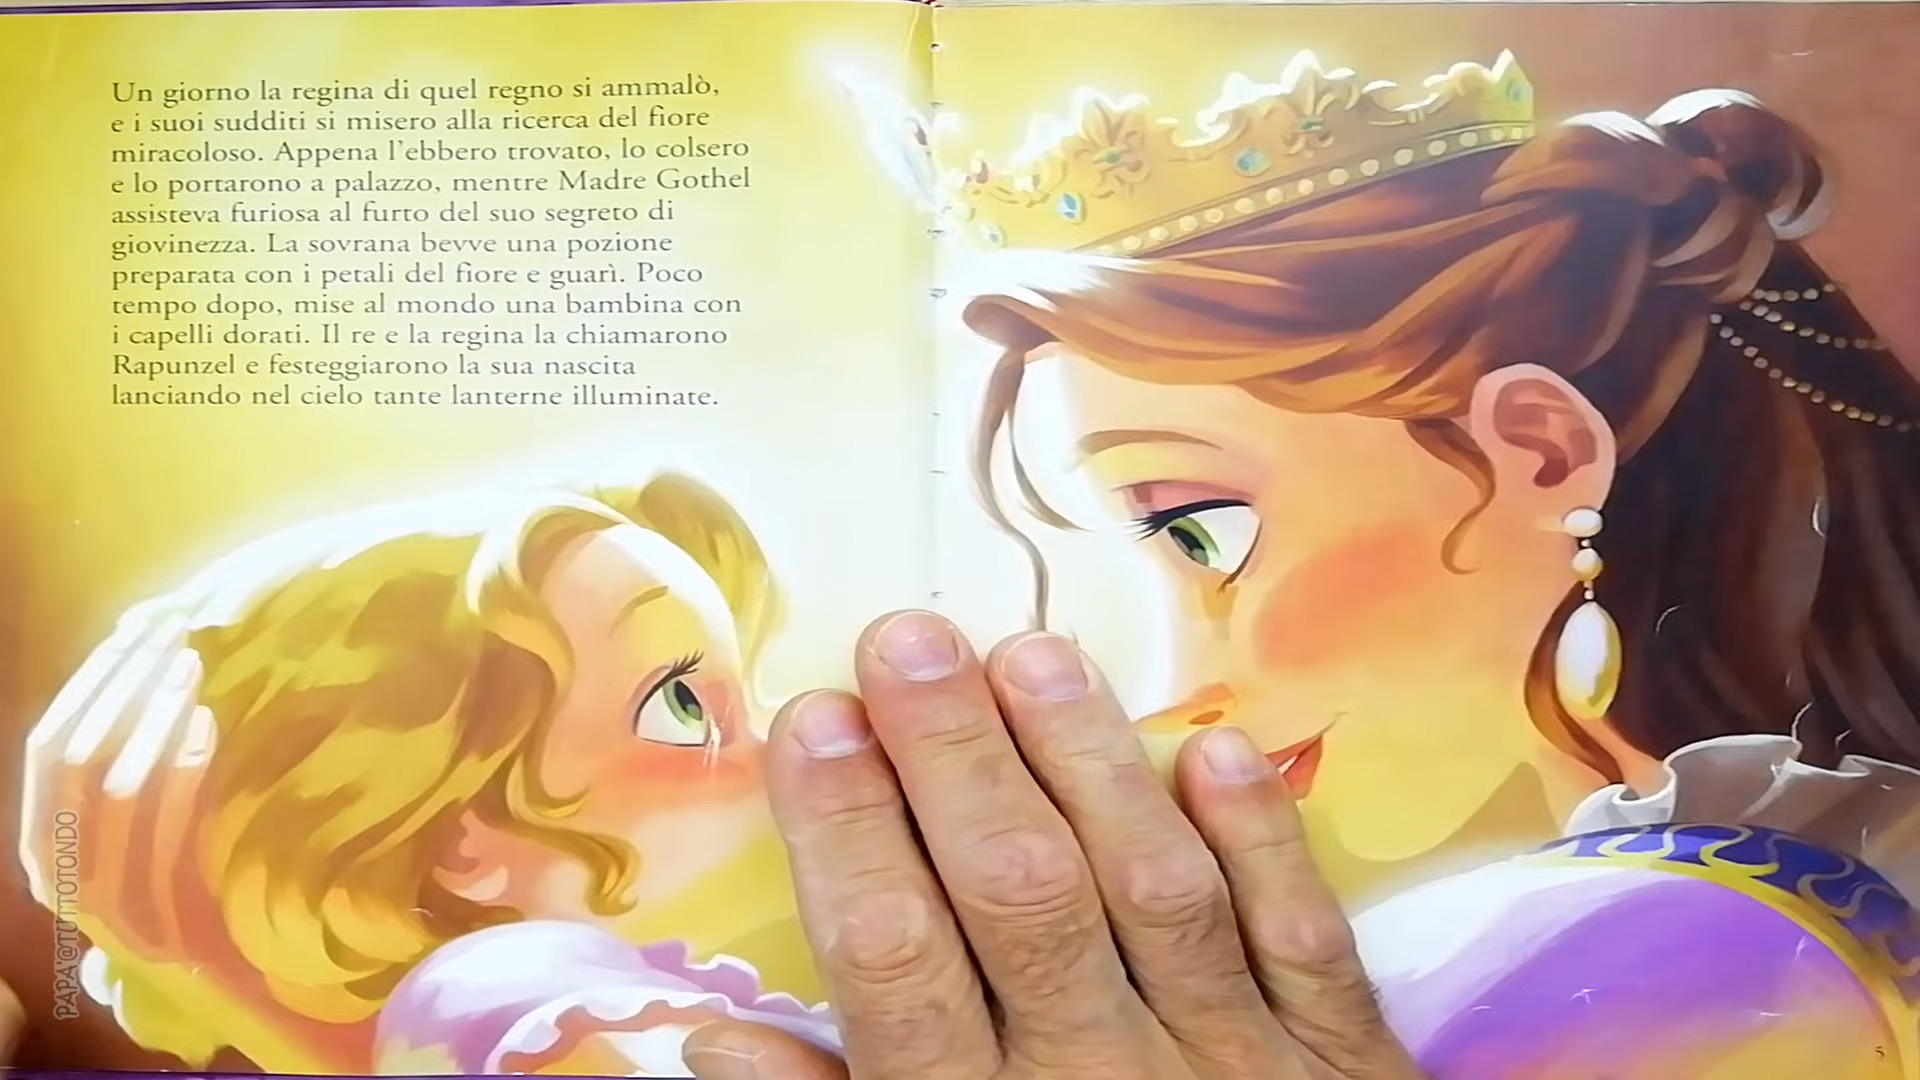 Un giorno la regina di quel regno si ammalò,
e i suoi sudditi si misero alla ricerca del fiore
miracoloso. Appena l'ebbero trovato, lo colsero
e lo portarono a palazzo, mentre Madre Gothel
assisteva furiosa al furto del suo segreto di
giovinezza. La sovrana bevve una pozione
preparata con i petali del fiore e guarì. Poco
tempo dopo, mise al mondo una bambina con
i capelli dorati. Il re e la regina la chiamarono
Rapunzel e festeggiarono la sua nascita
lanciando nel cielo tante lanterne illuminate.
PAPA'@TUTTOTONDO
5